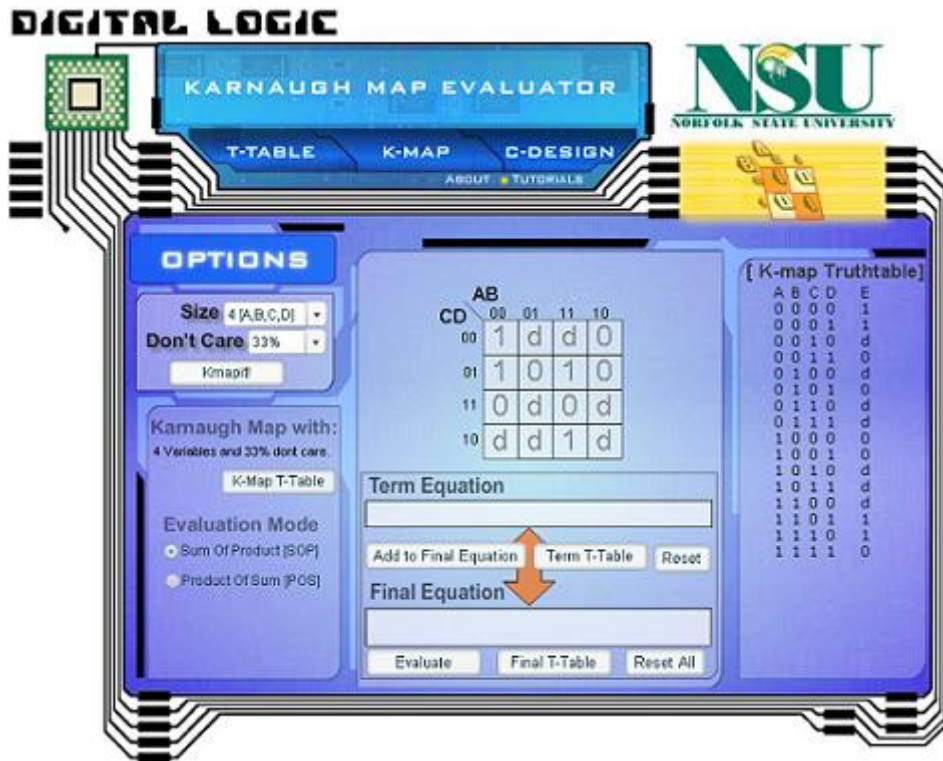 DIGITAL LOGIC
KARNAUGH MAP EVALUATOR
NSU
NORFOLK STATE UNIVERSITY
T-TABLE K-MAP C-DESIGN
ABOUT TUTORIALS
OPTIONS
Size 4 [A,B,C,D]
Don't Care 33%
Kmapit!
Karnaugh Map with:
4 Variables and 33% dont care.
K-Map T-Table
Evaluation Mode
Sum Of Product [SOP]
Product Of Sum [POS]
AB
CD 00 01 11 10
00 1 d d 0
01 1 0 1 0
11 0 d 0 d
10 d d 1 d
Term Equation
Add to Final Equation Term T-Table Reset
Final Equation
Evaluate Final T-Table Reset All
[ K-map Truthtable]
A B C D E
0 0 0 0 1
0 0 0 1 1
0 0 1 0 d
0 0 1 1 0
0 1 0 0 d
0 1 0 1 0
0 1 1 0 d
0 1 1 1 d
1 0 0 0 0
1 0 0 1 0
1 0 1 0 d
1 0 1 1 d
1 1 0 0 d
1 1 0 1 1
1 1 1 0 1
1 1 1 1 0